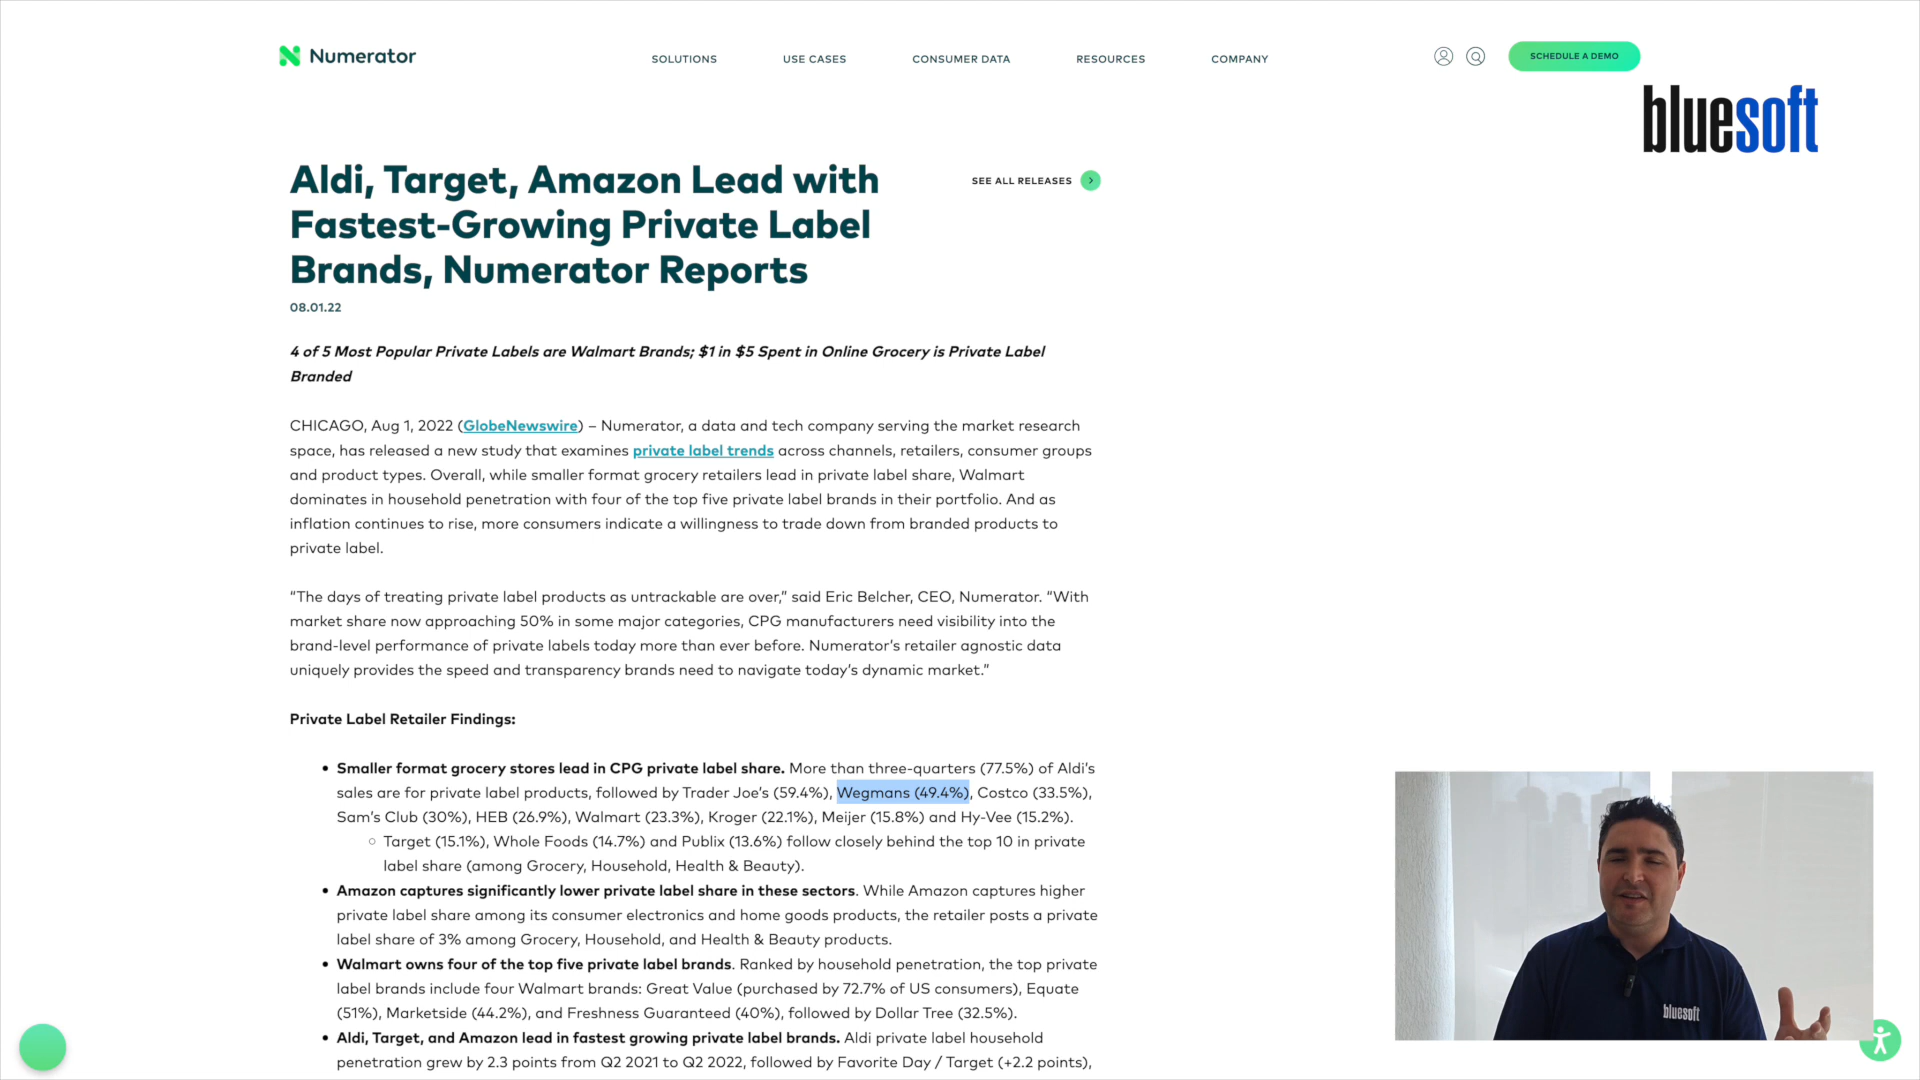 Numerator
SOLUTIONS
USE CASES
CONSUMER DATA
RESOURCES
COMPANY
SCHEDULE A DEMO
bluesoft
Aldi, Target, Amazon Lead with
Fastest-Growing Private Label
Brands, Numerator Reports
SEE ALL RELEASES
08.01.22
4 of 5 Most Popular Private Labels are Walmart Brands; $1 in $5 Spent in Online Grocery is Private Label
Branded
CHICAGO, Aug 1, 2022 (GlobeNewswire) – Numerator, a data and tech company serving the market research
space, has released a new study that examines private label trends across channels, retailers, consumer groups
and product types. Overall, while smaller format grocery retailers lead in private label share, Walmart
dominates in household penetration with four of the top five private label brands in their portfolio. And as
inflation continues to rise, more consumers indicate a willingness to trade down from branded products to
private label.
“The days of treating private label products as untrackable are over,” said Eric Belcher, CEO, Numerator. “With
market share now approaching 50% in some major categories, CPG manufacturers need visibility into the
brand-level performance of private labels today more than ever before. Numerator’s retailer agnostic data
uniquely provides the speed and transparency brands need to navigate today’s dynamic market.”
Private Label Retailer Findings:
• Smaller format grocery stores lead in CPG private label share. More than three-quarters (77.5%) of Aldi’s
sales are for private label products, followed by Trader Joe’s (59.4%), Wegmans (49.4%), Costco (33.5%),
Sam’s Club (30%), HEB (26.9%), Walmart (23.3%), Kroger (22.1%), Meijer (15.8%) and Hy-Vee (15.2%).
○ Target (15.1%), Whole Foods (14.7%) and Publix (13.6%) follow closely behind the top 10 in private
label share (among Grocery, Household, Health & Beauty).
• Amazon captures significantly lower private label share in these sectors. While Amazon captures higher
private label share among its consumer electronics and home goods products, the retailer posts a private
label share of 3% among Grocery, Household, and Health & Beauty products.
• Walmart owns four of the top five private label brands. Ranked by household penetration, the top private
label brands include four Walmart brands: Great Value (purchased by 72.7% of US consumers), Equate
(51%), Marketside (44.2%), and Freshness Guaranteed (40%), followed by Dollar Tree (32.5%).
• Aldi, Target, and Amazon lead in fastest growing private label brands. Aldi private label household
penetration grew by 2.3 points from Q2 2021 to Q2 2022, followed by Favorite Day / Target (+2.2 points),
bluesoft